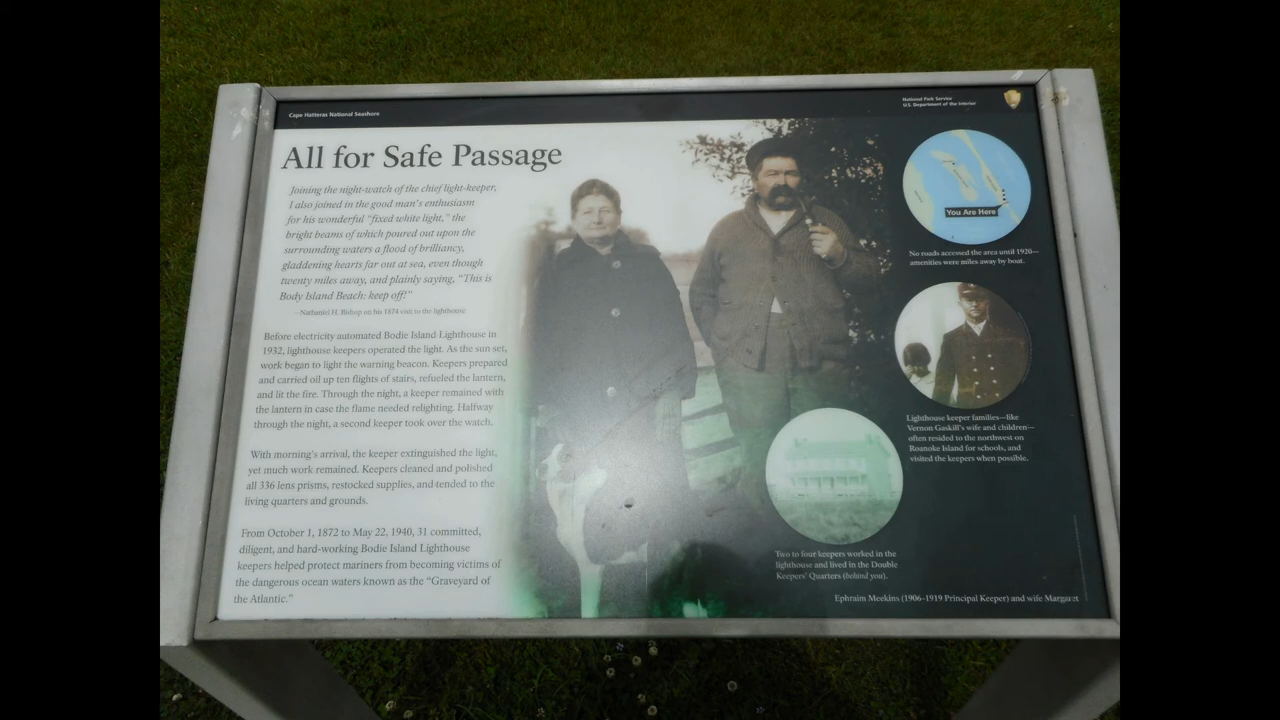 Cape Hatteras National Seashore
National Park Service
U.S. Department of the Interior
All for Safe Passage
Joining the night-watch of the chief light-keeper,
I also joined in the good man's enthusiasm
for his wonderful "fixed white light," the
bright beams of which poured out upon the
surrounding waters a flood of brilliancy,
gladdening hearts far out at sea, even though
twenty miles away, and plainly saying, "This is
Body Island Beach: keep off!"
—Nathaniel H. Bishop on his 1874 visit to the lighthouse
Before electricity automated Bodie Island Lighthouse in
1932, lighthouse keepers operated the light. As the sun set,
work began to light the warning beacon. Keepers prepared
and carried oil up ten flights of stairs, refueled the lantern,
and lit the fire. Through the night, a keeper remained with
the lantern in case the flame needed relighting. Halfway
through the night, a second keeper took over the watch.
With morning's arrival, the keeper extinguished the light,
yet much work remained. Keepers cleaned and polished
all 336 lens prisms, restocked supplies, and tended to the
living quarters and grounds.
From October 1, 1872 to May 22, 1940, 31 committed,
diligent, and hard-working Bodie Island Lighthouse
keepers helped protect mariners from becoming victims of
the dangerous ocean waters known as the "Graveyard of
the Atlantic."
You Are Here
No roads accessed the area until 1920—
amenities were miles away by boat.
Lighthouse keeper families—like
Vernon Gaskill's wife and children—
often resided to the northwest on
Roanoke Island for schools, and
visited the keepers when possible.
Two to four keepers worked in the
lighthouse and lived in the Double
Keepers' Quarters (behind you).
Ephraim Meekins (1906-1919 Principal Keeper) and wife Margaret